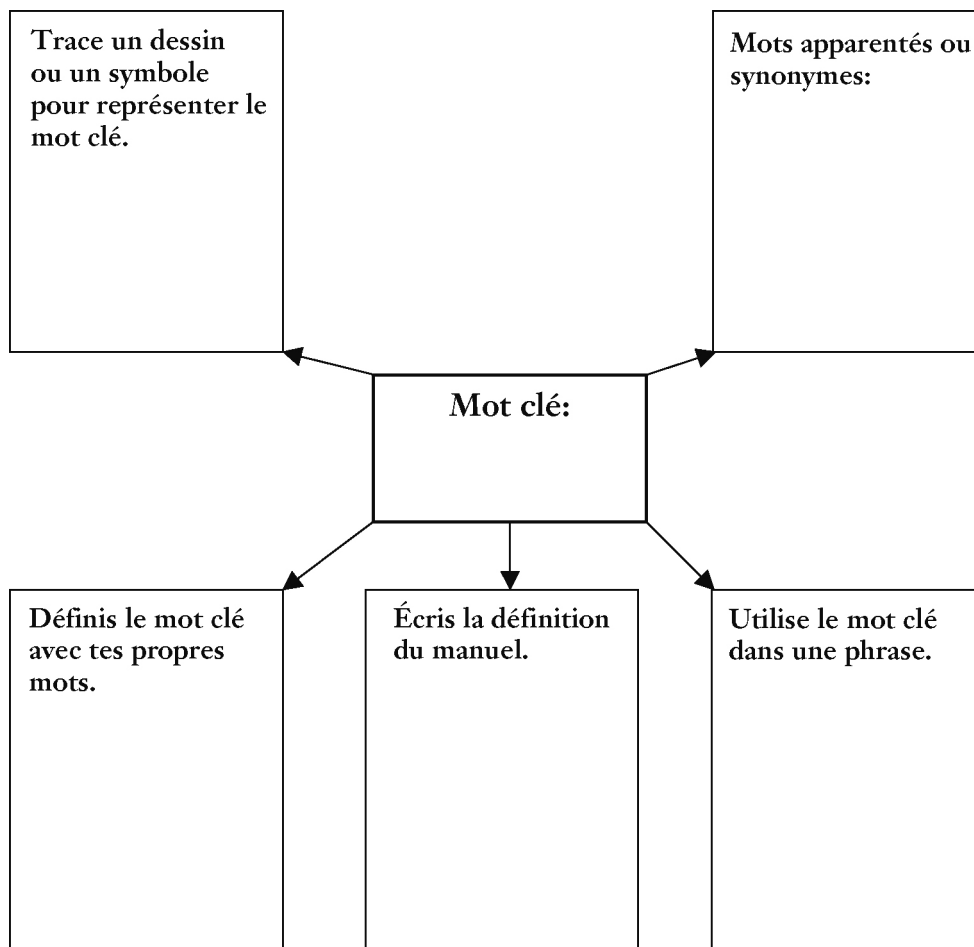 Trace un dessin
ou un symbole
pour représenter le
mot clé.
Mots apparentés ou
synonymes:
Mot clé:
Définis le mot clé
avec tes propres
mots.
Écris la définition
du manuel.
Utilise le mot clé
dans une phrase.